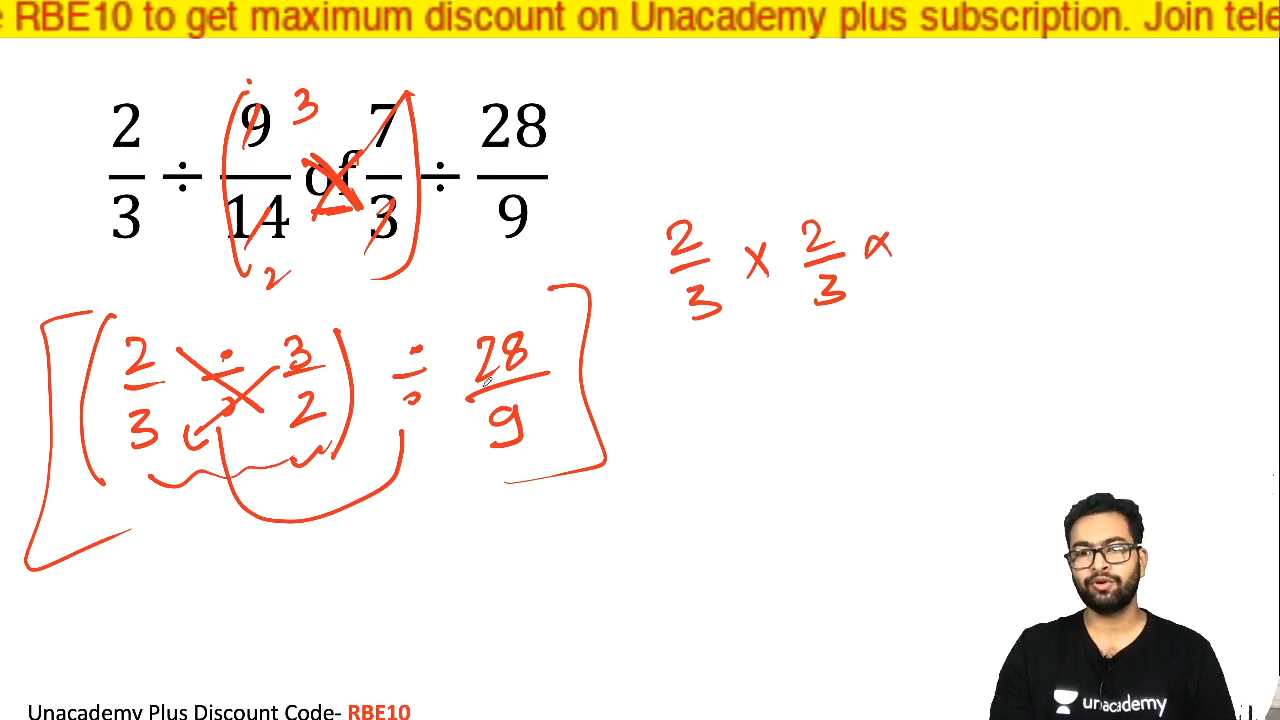 RBE10 to get maximum discount on Unacademy plus subscription. Join tele
2/3 ÷ 9/14 of 7/3 ÷ 28/9
3
×
2
2/3 × 2/3 ×
[(2/3 ÷ 3/2) ÷ 28/9]
unacademy
Unacademy Plus Discount Code- RBE10